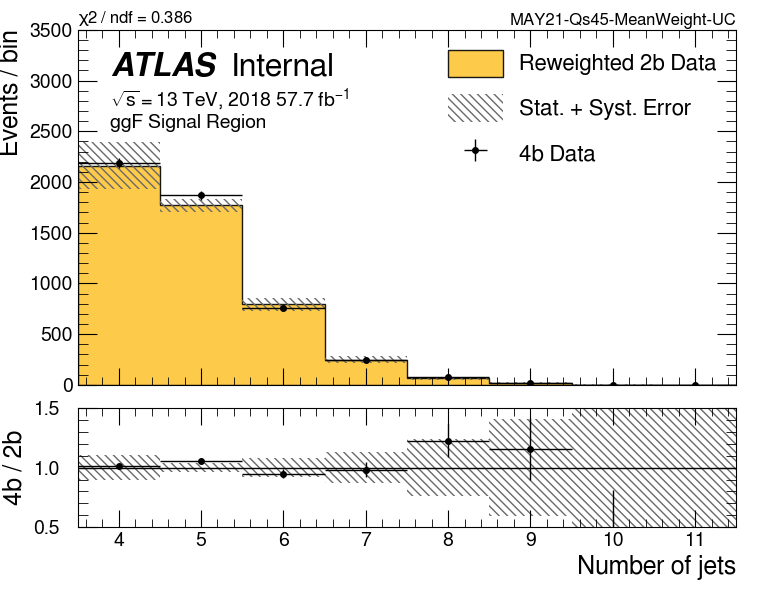 χ2 / ndf = 0.386
MAY21-Qs45-MeanWeight-UC
Events / bin
3500
3000
2500
2000
1500
1000
500
0
ATLAS Internal
√s = 13 TeV, 2018 57.7 fb⁻¹
ggF Signal Region
Reweighted 2b Data
Stat. + Syst. Error
4b Data
4b / 2b
1.5
1.0
0.5
4 5 6 7 8 9 10 11
Number of jets